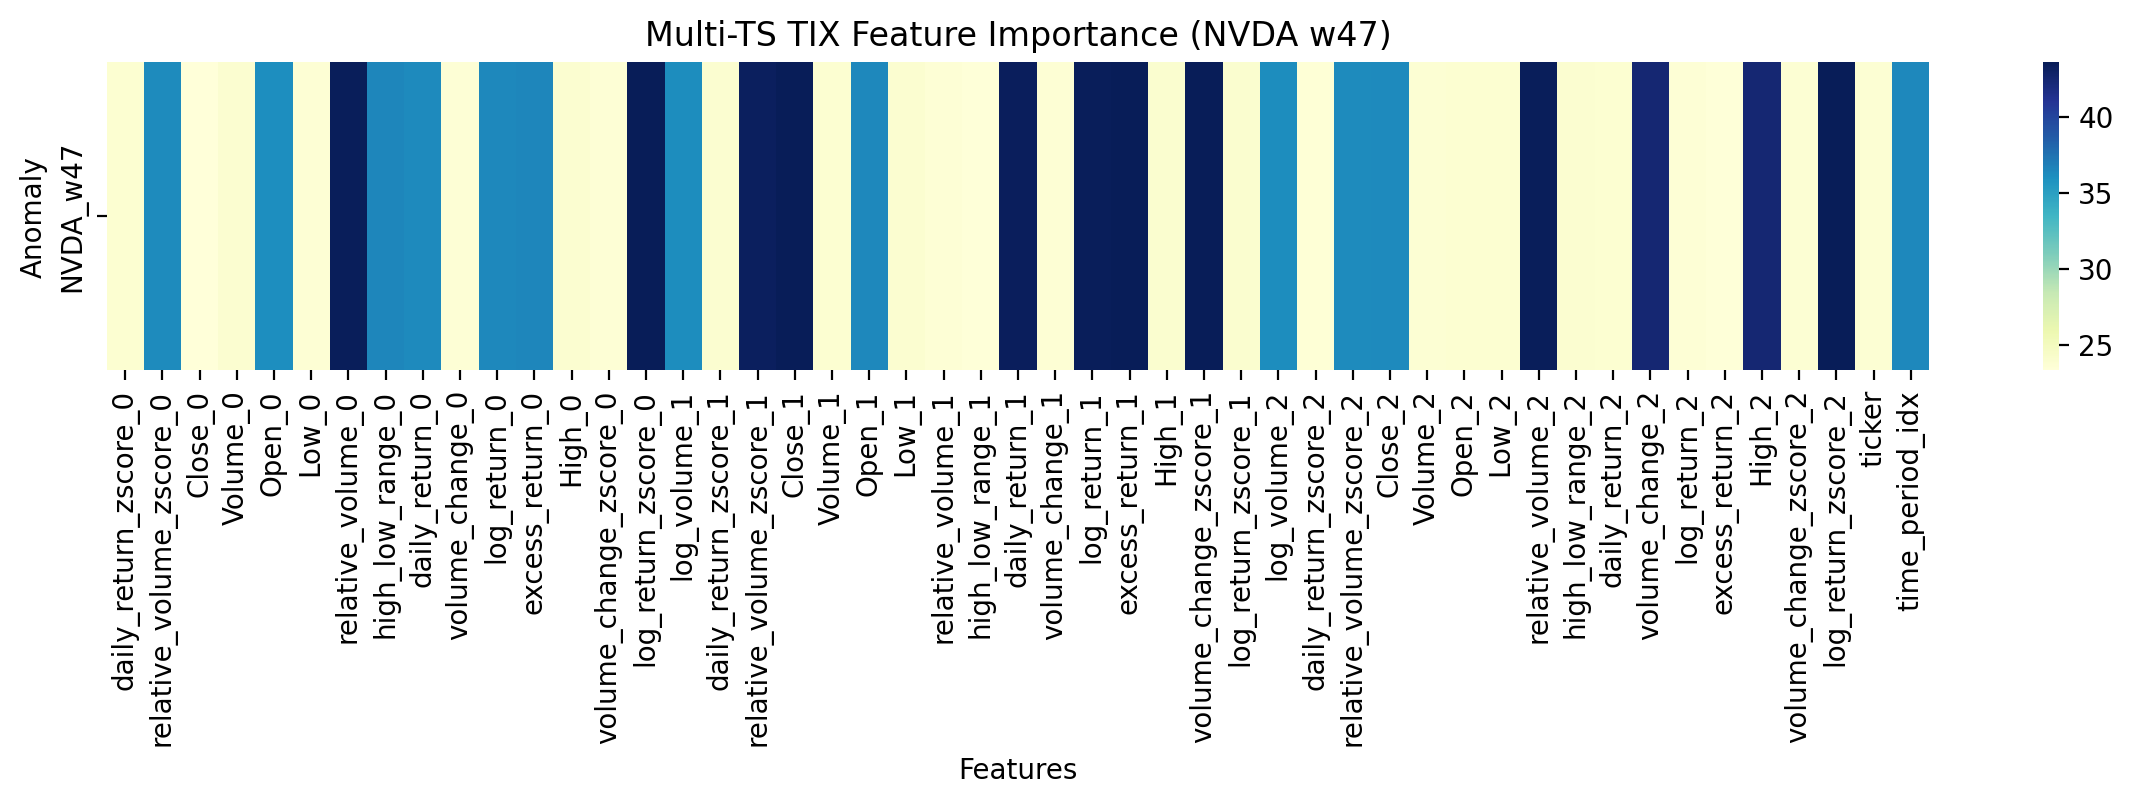 Multi-TS TIX Feature Importance (NVDA w47)
Anomaly
NVDA_w47
40
35
30
25
daily_return_zscore_0
relative_volume_zscore_0
Close_0
Volume_0
Open_0
Low_0
relative_volume_0
high_low_range_0
daily_return_0
volume_change_0
log_return_0
excess_return_0
High_0
volume_change_zscore_0
log_return_zscore_0
log_volume_1
daily_return_zscore_1
relative_volume_zscore_1
Close_1
Volume_1
Open_1
Low_1
relative_volume_1
high_low_range_1
daily_return_1
volume_change_1
log_return_1
excess_return_1
High_1
volume_change_zscore_1
log_return_zscore_1
log_volume_2
daily_return_zscore_2
relative_volume_zscore_2
Close_2
Volume_2
Open_2
Low_2
relative_volume_2
high_low_range_2
daily_return_2
volume_change_2
log_return_2
excess_return_2
High_2
volume_change_zscore_2
log_return_zscore_2
ticker
time_period_idx
Features